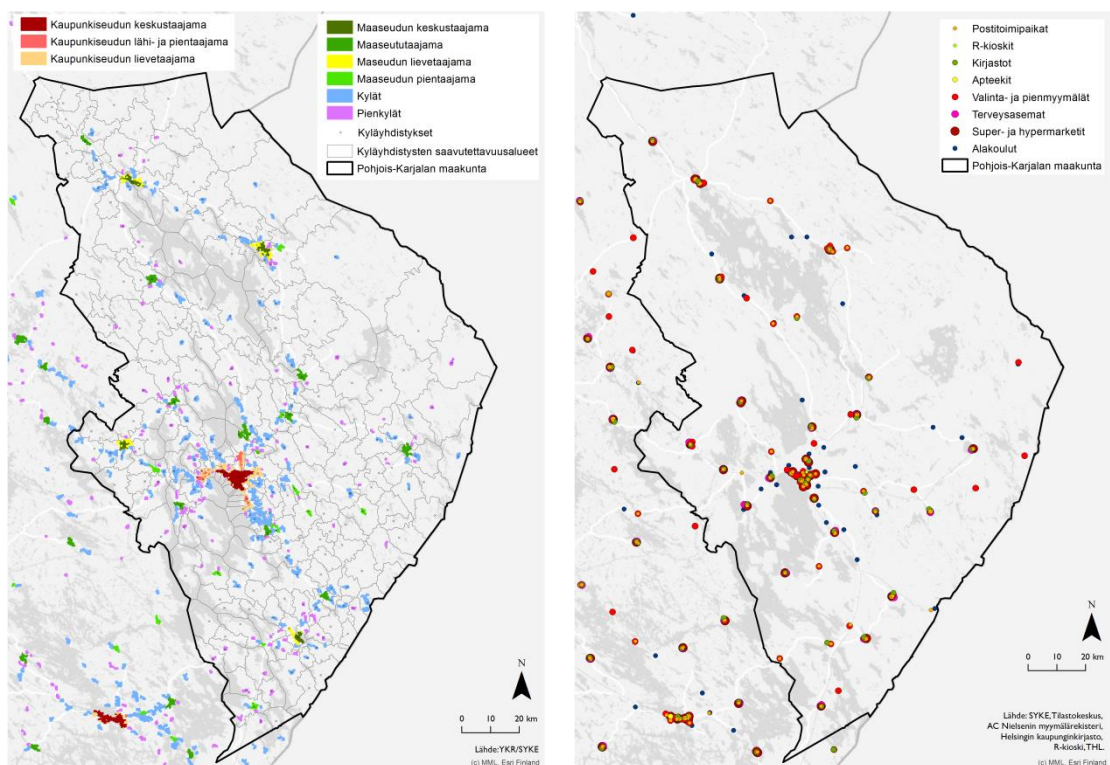 Kaupunkiseudun keskustaajama
Kaupunkiseudun lähi- ja pientaajama
Kaupunkiseudun lievetaajama
Maaseudun keskustaajama
Maaseututaajama
Maseudun lievetaajama
Maaseudun pientaajama
Kylät
Pienkylät
Kyläyhdistykset
Kyläyhdistysten saavutettavuusalueet
Pohjois-Karjalan maakunta
N
0 10 20 km
Lähde:YKR/SYKE
(c) MML, Esri Finland
Postitoimipaikat
R-kioskit
Kirjastot
Apteekit
Valinta- ja pienmyymälät
Terveysasemat
Super- ja hypermarketit
Alakoulut
Pohjois-Karjalan maakunta
N
0 10 20 km
Lähde: SYKE, Tilastokeskus,
AC Nielsenin myymälärekisteri,
Helsingin kaupunginkirjasto,
R-kioski, THL.
(c) MML, Esri Finland